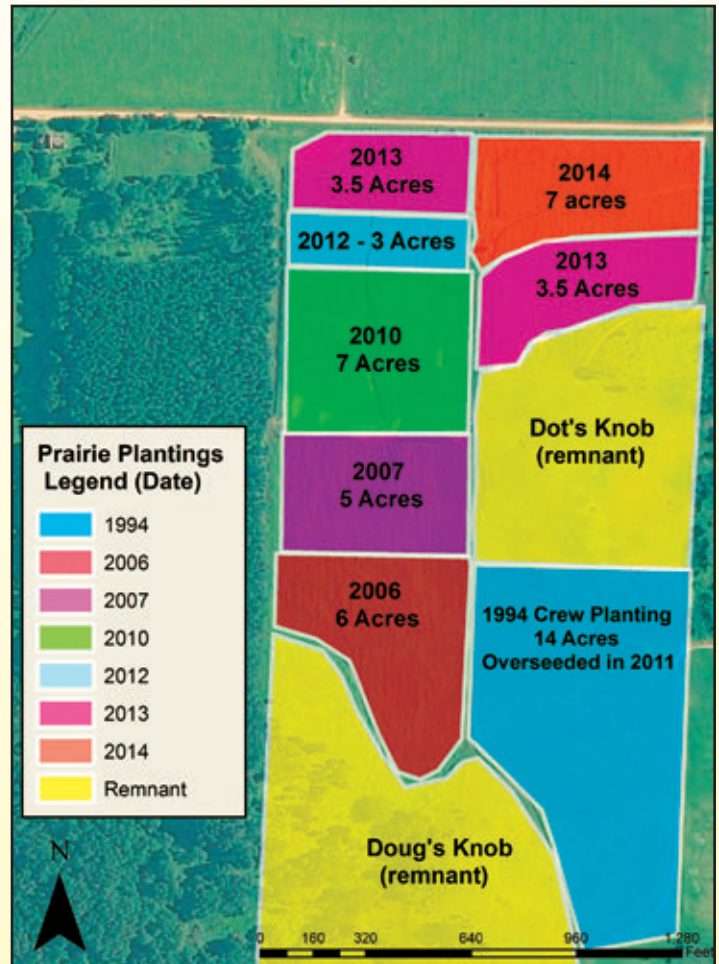 2013
3.5 Acres
2014
7 acres
2012 - 3 Acres
2013
3.5 Acres
2010
7 Acres
Dot's Knob
(remnant)
Prairie Plantings
Legend (Date)
1994
2006
2007
2010
2012
2013
2014
Remnant
2007
5 Acres
2006
6 Acres
1994 Crew Planting
14 Acres
Overseeded in 2011
Doug's Knob
(remnant)
N
0 160 320 640 960 1,280
Feet